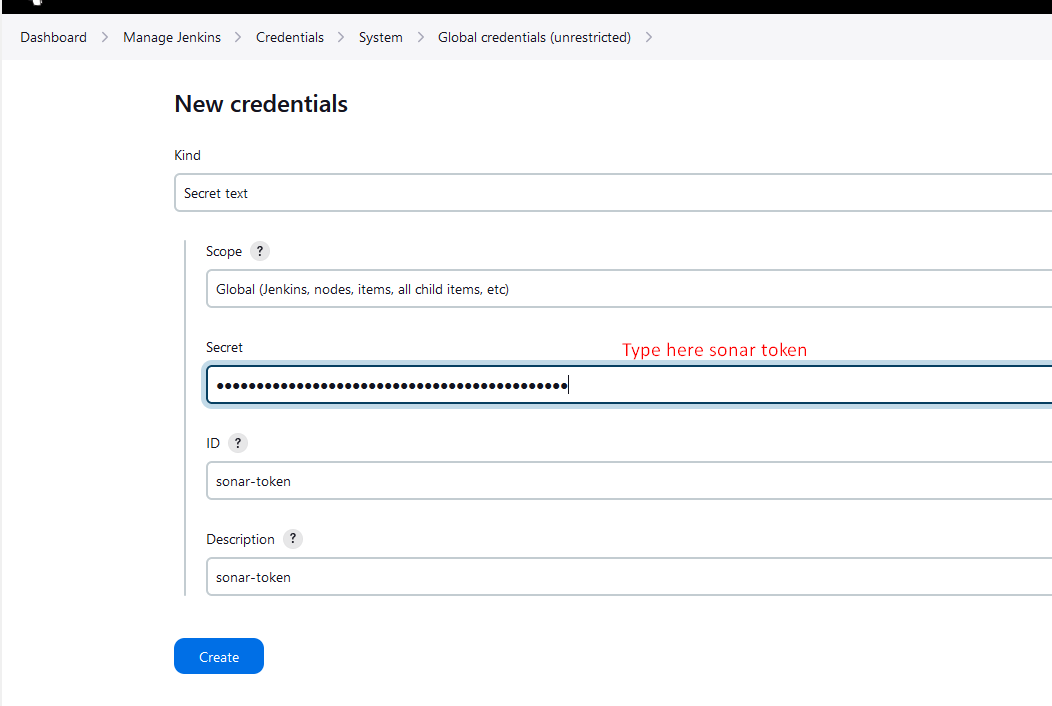 Dashboard > Manage Jenkins > Credentials > System > Global credentials (unrestricted) >
New credentials
Kind
Secret text
Scope ?
Global (Jenkins, nodes, items, all child items, etc)
Secret
Type here sonar token
••••••••••••••••••••••••••••••••••••••••••••
ID ?
sonar-token
Description ?
sonar-token
Create